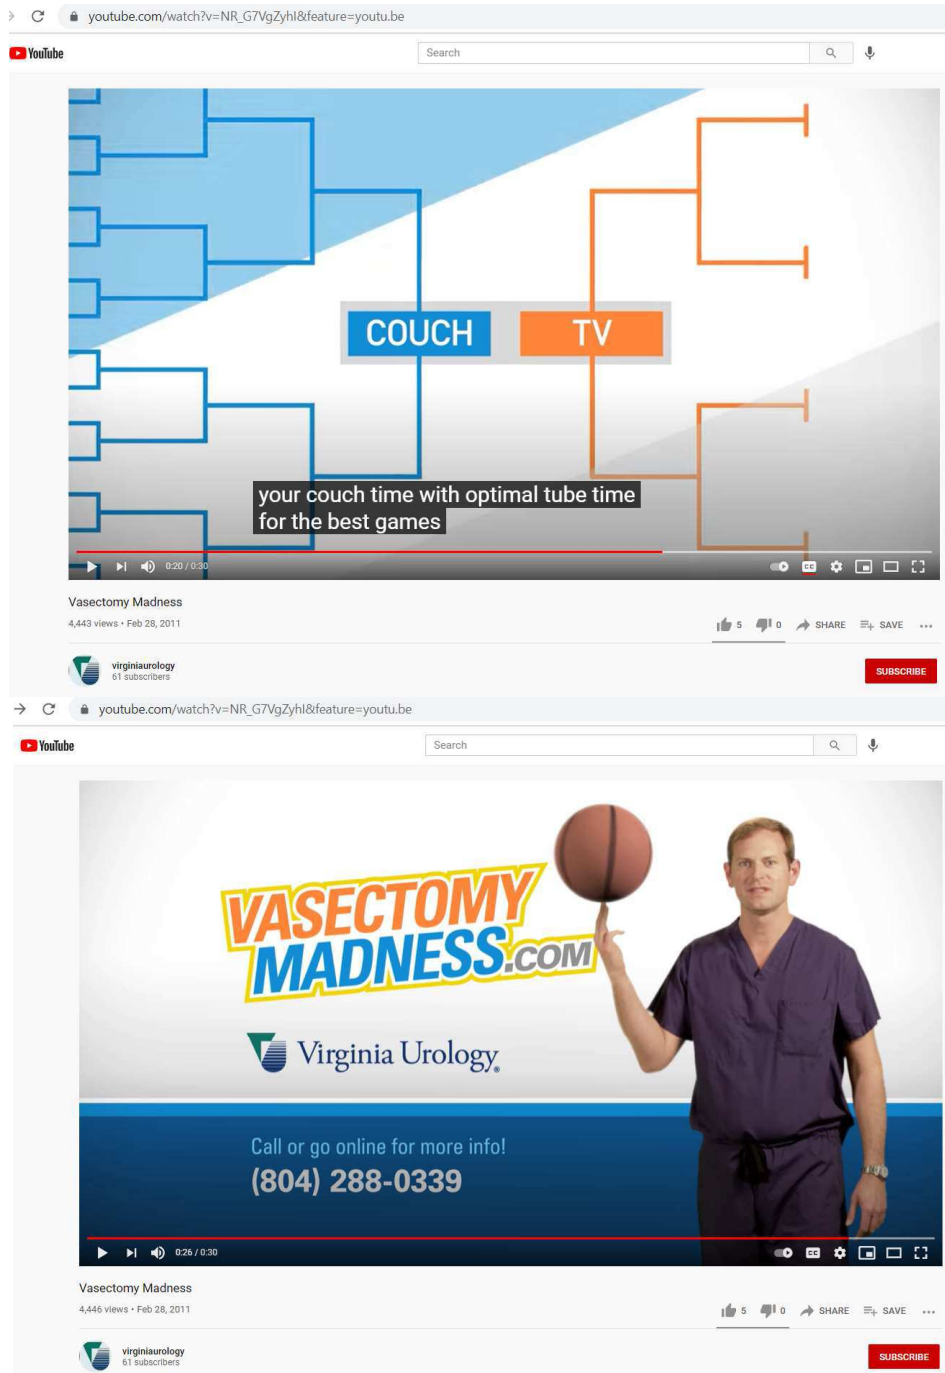 youtube.com/watch?v=NR_G7VgZyhI&feature=youtu.be
YouTube
Search
COUCH TV
your couch time with optimal tube time
for the best games
0:20 / 0:30
CC
Vasectomy Madness
4,443 views • Feb 28, 2011
5 0 SHARE SAVE ...
virginiaurology
61 subscribers
SUBSCRIBE
youtube.com/watch?v=NR_G7VgZyhI&feature=youtu.be
YouTube
Search
VASECTOMY
MADNESS.COM
Virginia Urology®
Call or go online for more info!
(804) 288-0339
0:26 / 0:30
CC
Vasectomy Madness
4,446 views • Feb 28, 2011
5 0 SHARE SAVE ...
virginiaurology
61 subscribers
SUBSCRIBE